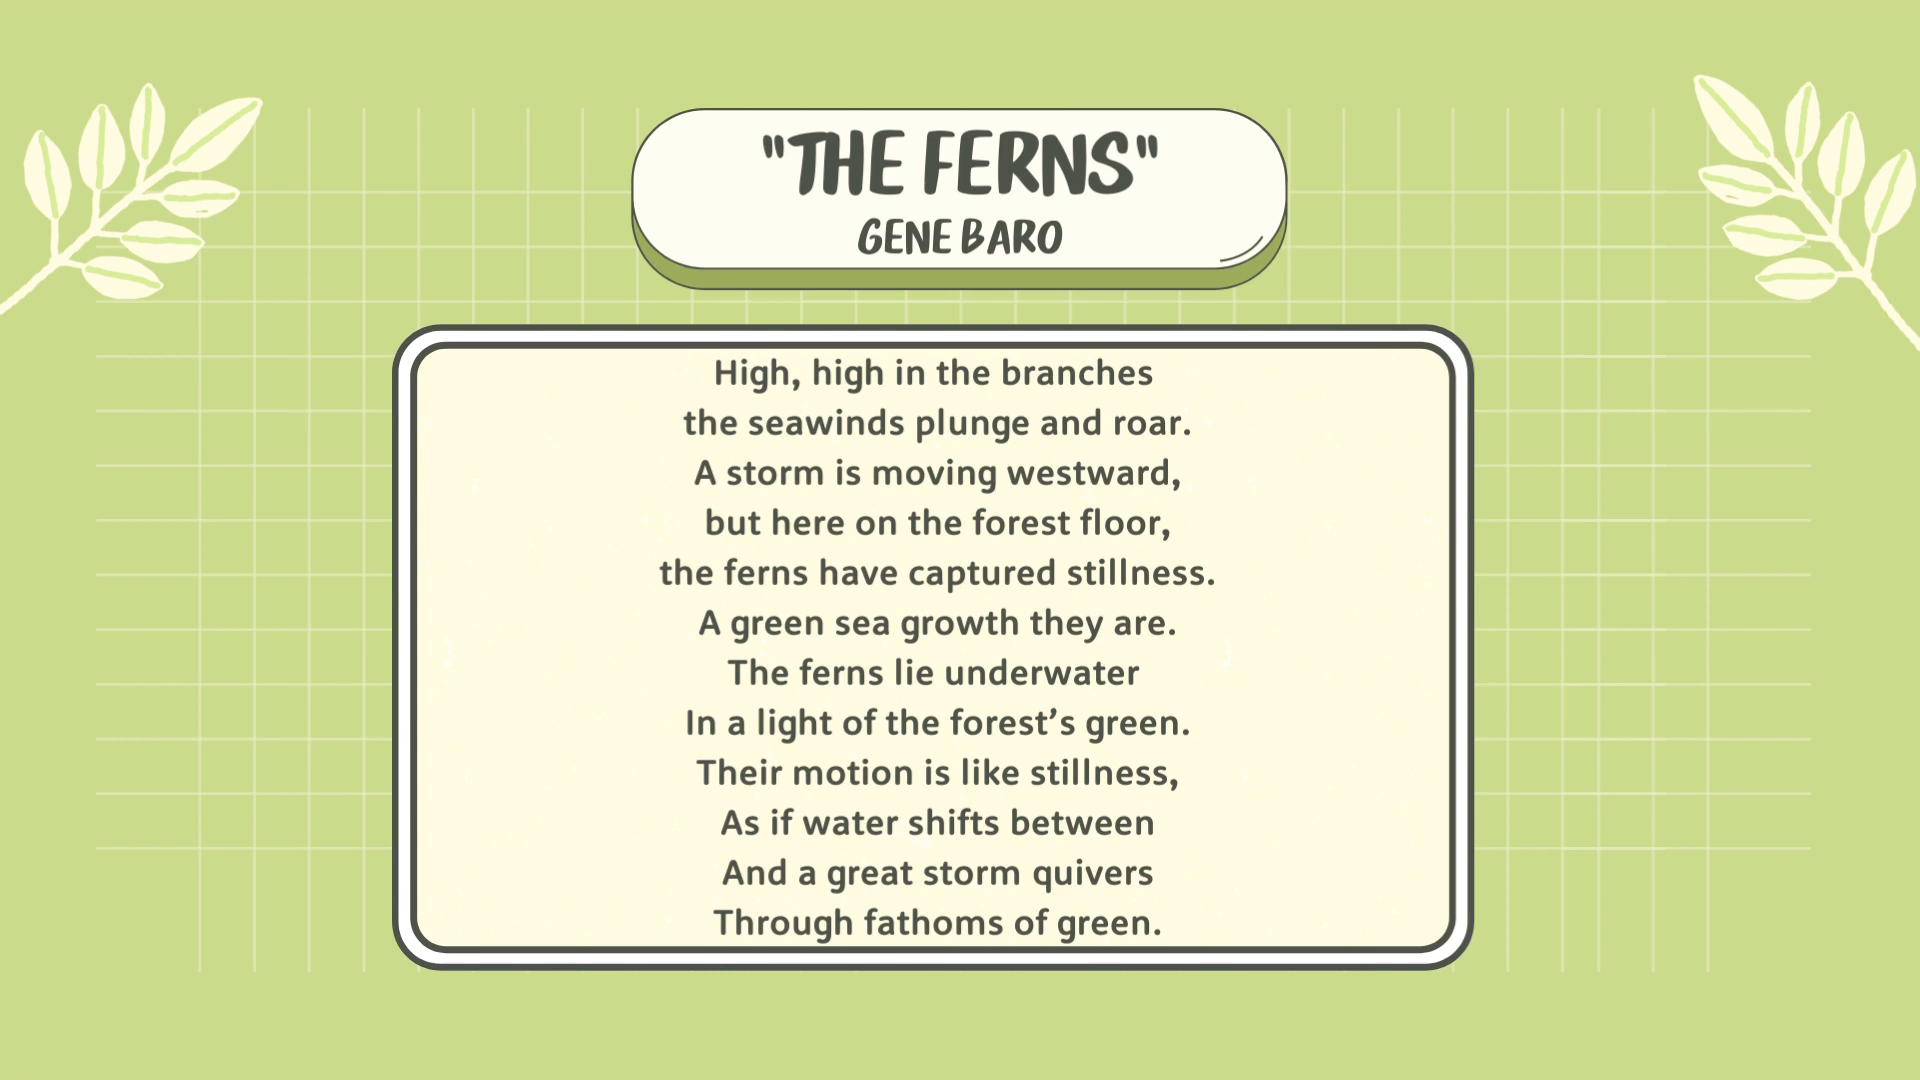 "THE FERNS"
GENE BARO
High, high in the branches
the seawinds plunge and roar.
A storm is moving westward,
but here on the forest floor,
the ferns have captured stillness.
A green sea growth they are.
The ferns lie underwater
In a light of the forest’s green.
Their motion is like stillness,
As if water shifts between
And a great storm quivers
Through fathoms of green.